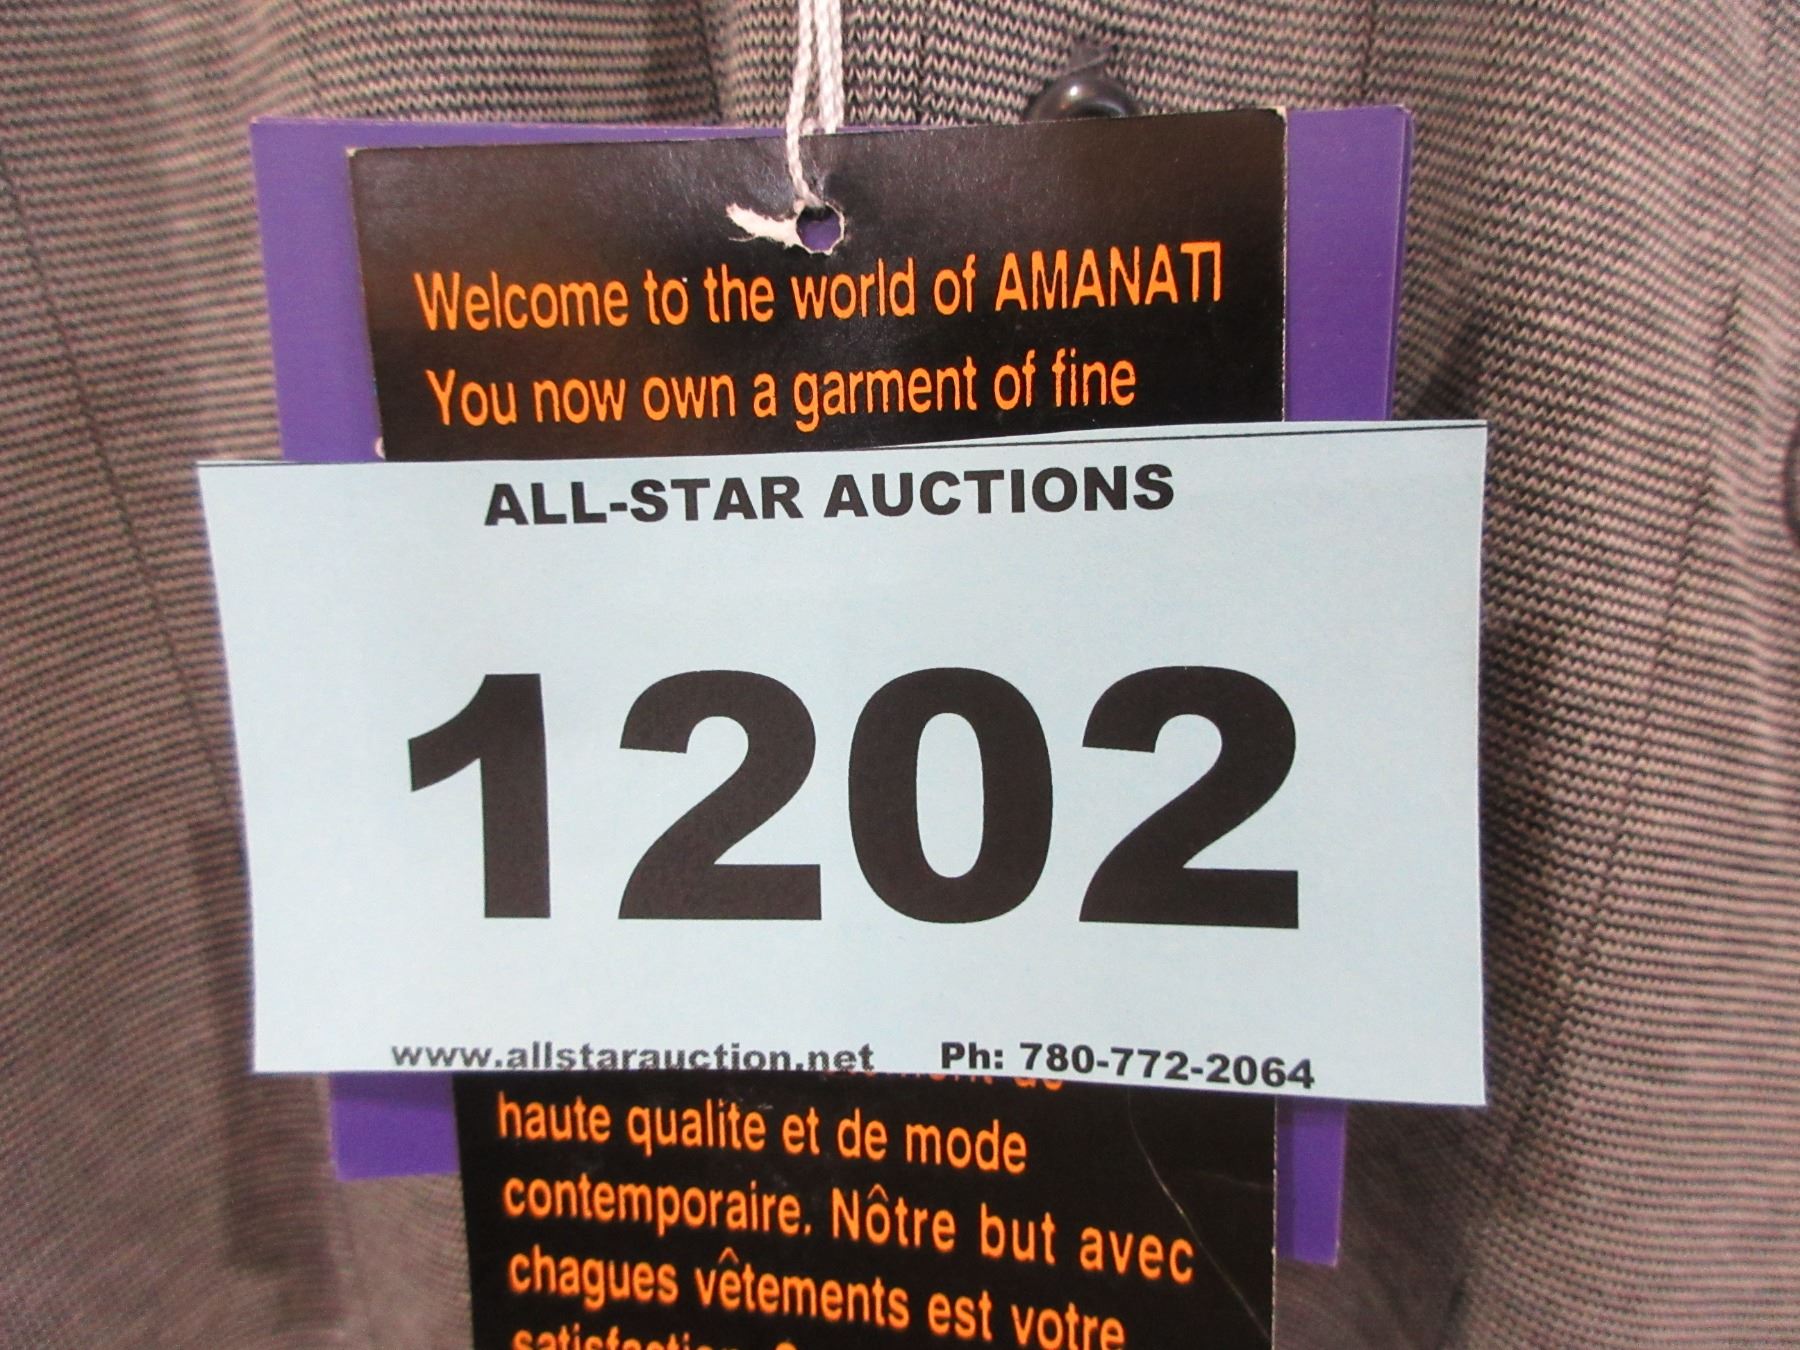 Welcome to the world of AMANATI
You now own a garment of fine
ALL-STAR AUCTIONS
1202
www.allstarauction.net Ph: 780-772-2064
haute qualite et de mode
contemporaire. Nôtre but avec
chagues vêtements est votre